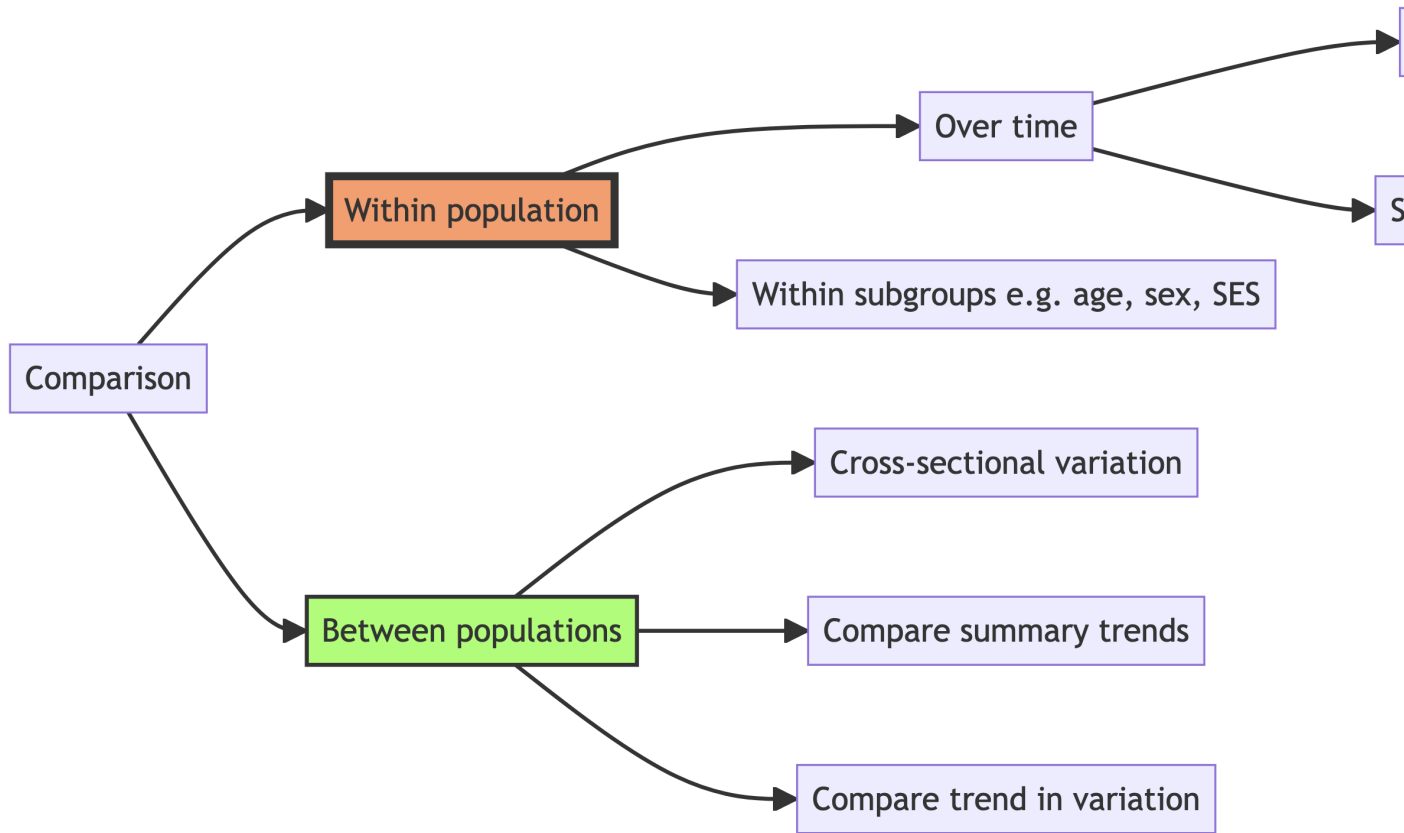 Over time
Within population
Within subgroups e.g. age, sex, SES
Comparison
Cross-sectional variation
Between populations
Compare summary trends
Compare trend in variation